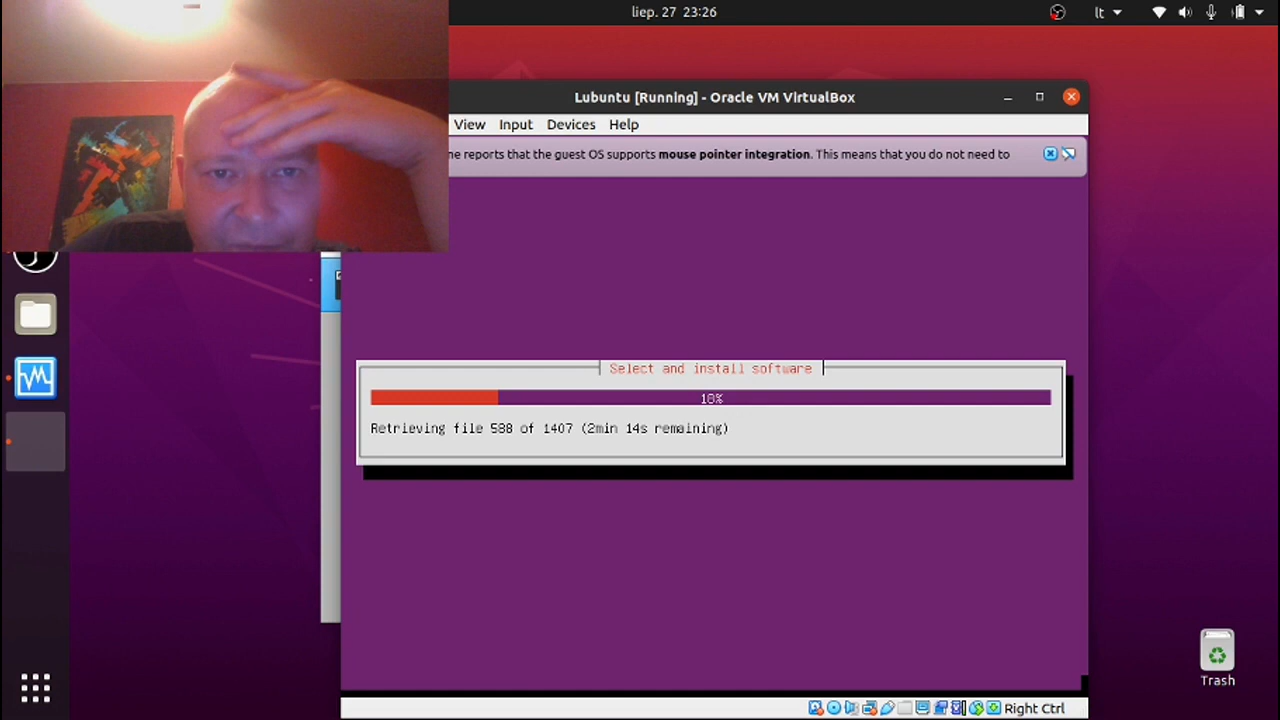 liep. 27 23:26
lt
Lubuntu [Running] - Oracle VM VirtualBox
View Input Devices Help
reports that the guest OS supports mouse pointer integration. This means that you do not need to
Select and install software
18%
Retrieving file 588 of 1407 (2min 14s remaining)
Trash
Right Ctrl